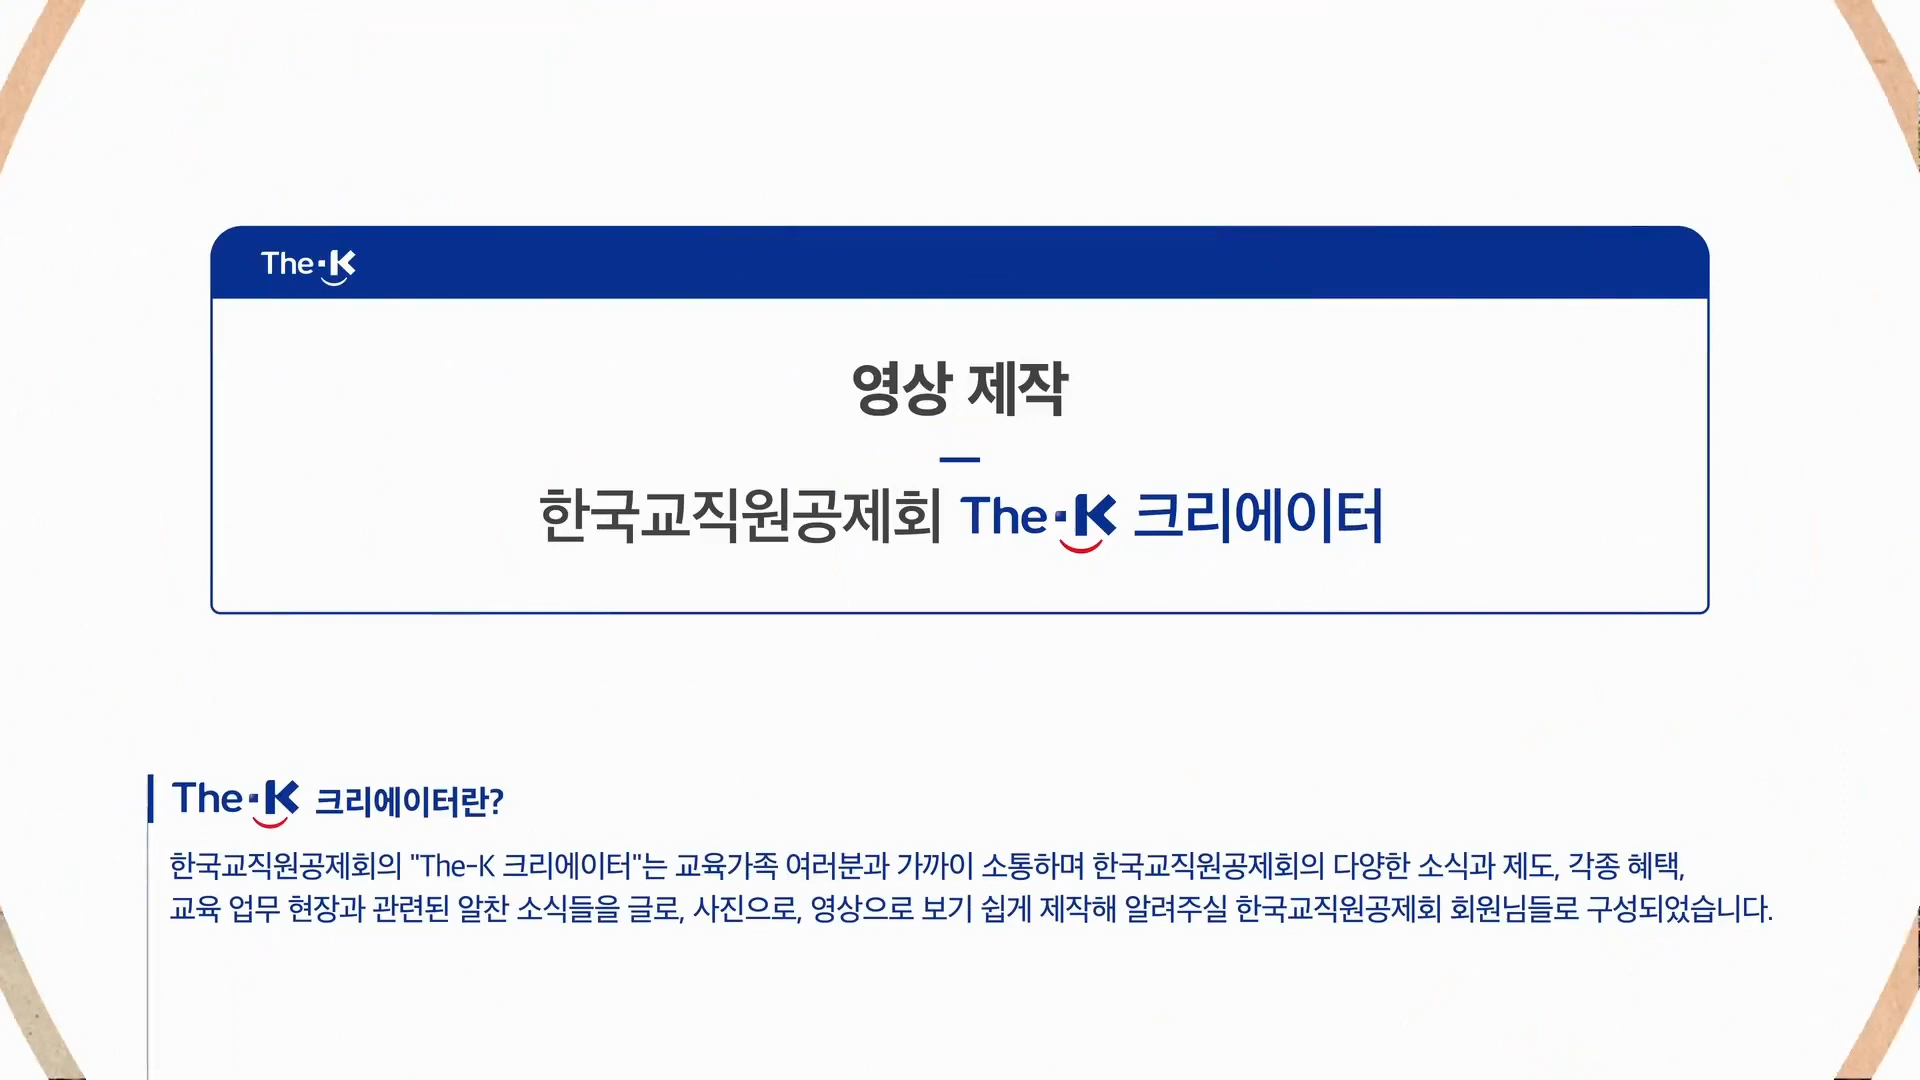 The·K
영상 제작
한국교직원공제회 The·K 크리에이터
The·K 크리에이터란?
한국교직원공제회의 "The-K 크리에이터"는 교육가족 여러분과 가까이 소통하며 한국교직원공제회의 다양한 소식과 제도, 각종 혜택,
교육 업무 현장과 관련된 알찬 소식들을 글로, 사진으로, 영상으로 보기 쉽게 제작해 알려주실 한국교직원공제회 회원님들로 구성되었습니다.